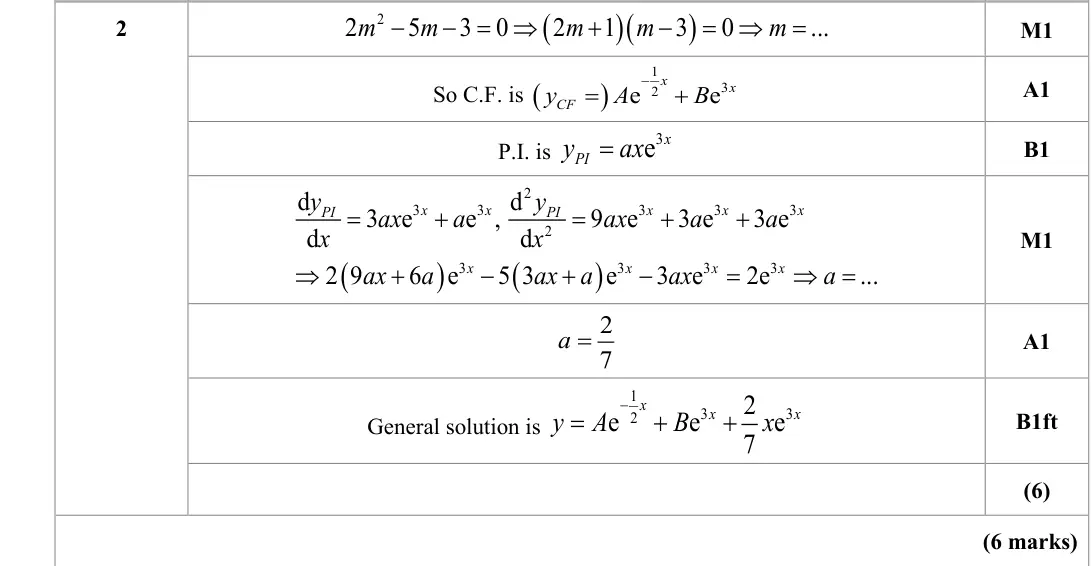 2 2m² − 5m − 3 = 0 ⇒ (2m + 1)(m − 3) = 0 ⇒ m = ... M1
So C.F. is (y_CF =) Ae^(−1/2 x) + Be^(3x) A1
P.I. is y_PI = axe^(3x) B1
dy_PI/dx = 3axe^(3x) + ae^(3x) , d²y_PI/dx² = 9axe^(3x) + 3ae^(3x) + 3ae^(3x) M1
⇒ 2(9ax + 6a)e^(3x) − 5(3ax + a)e^(3x) − 3axe^(3x) = 2e^(3x) ⇒ a = ...
a = 2/7 A1
General solution is y = Ae^(−1/2 x) + Be^(3x) + 2/7 xe^(3x) B1ft
(6)
(6 marks)